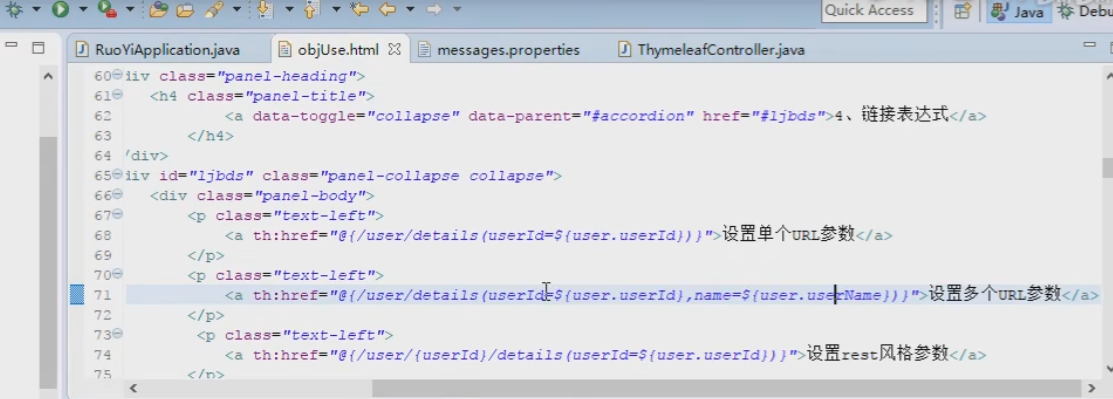 Quick Access
Java
Debu
RuoYiApplication.java
objUse.html
messages.properties
ThymeleafController.java
60 iiv class="panel-heading">
61 <h4 class="panel-title">
62 <a data-toggle="collapse" data-parent="#accordion" href="#ljbds">4、链接表达式</a>
63 </h4>
64 /div>
65 iiv id="ljbds" class="panel-collapse collapse">
66 <div class="panel-body">
67 <p class="text-left">
68 <a th:href="@{/user/details(userId=${user.userId})}">设置单个URL参数</a>
69 </p>
70 <p class="text-left">
71 <a th:href="@{/user/details(userId=${user.userId},name=${user.userName})}">设置多个URL参数</a>
72 </p>
73 <p class="text-left">
74 <a th:href="@{/user/{userId}/details(userId=${user.userId})}">设置rest风格参数</a>
75 </p>